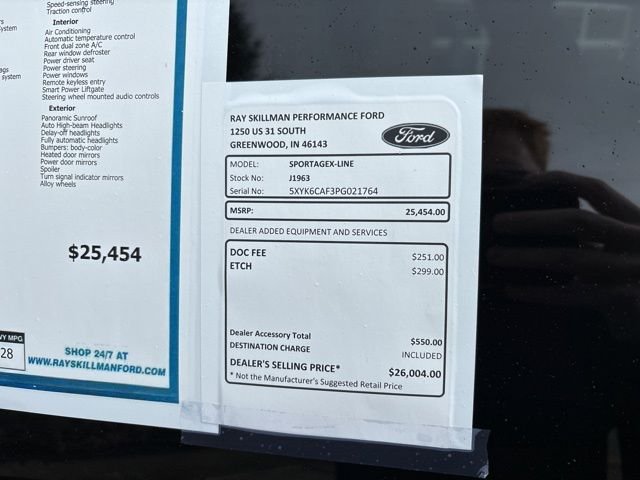 Speed-sensing steering
Traction control
System
Interior
Air Conditioning
Automatic temperature control
Front dual zone A/C
Rear window defroster
Power driver seat
Power steering
Power windows
Remote keyless entry
Smart Power Liftgate
Steering wheel mounted audio controls
system
Exterior
Panoramic Sunroof
Auto High-beam Headlights
Delay-off headlights
Fully automatic headlights
Bumpers: body-color
Heated door mirrors
Power door mirrors
Spoiler
Turn signal indicator mirrors
Alloy wheels
$25,454
MPG
28
SHOP 24/7 AT
WWW.RAYSKILLMANFORD.COM
RAY SKILLMAN PERFORMANCE FORD
1250 US 31 SOUTH
GREENWOOD, IN 46143
Ford
MODEL: SPORTAGEX-LINE
Stock No: J1963
Serial No: 5XYK6CAF3PG021764
MSRP: 25,454.00
DEALER ADDED EQUIPMENT AND SERVICES
DOC FEE $251.00
ETCH $299.00
Dealer Accessory Total $550.00
DESTINATION CHARGE INCLUDED
DEALER'S SELLING PRICE* $26,004.00
* Not the Manufacturer's Suggested Retail Price